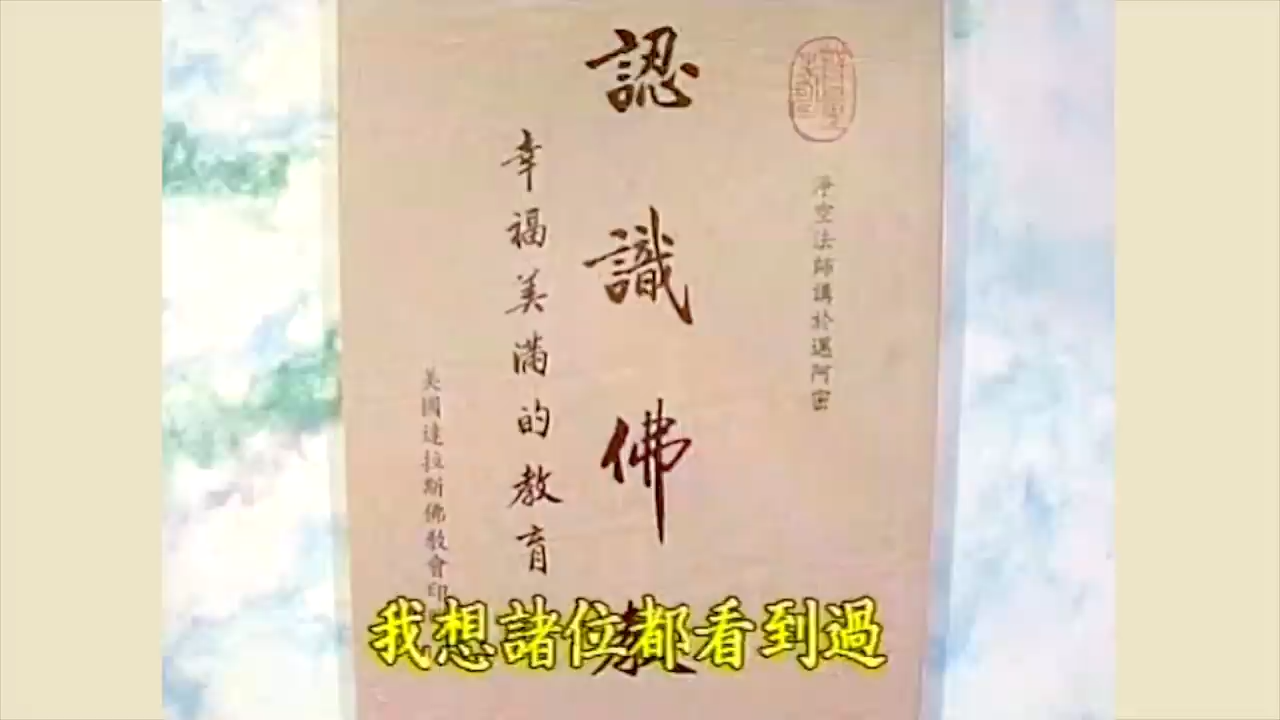 淨空法師講於邁阿密
認識佛教
幸福美滿的教育
美國達拉斯佛教會印
我想諸位都看到過